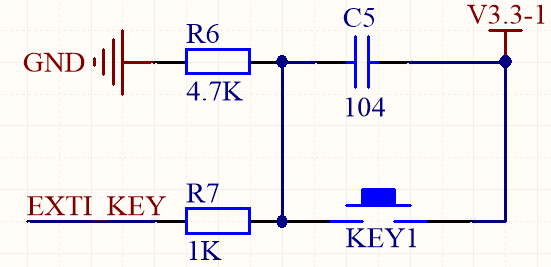 C5
V3.3-1
R6
GND
4.7K
104
R7
EXTI_KEY
1K
KEY1